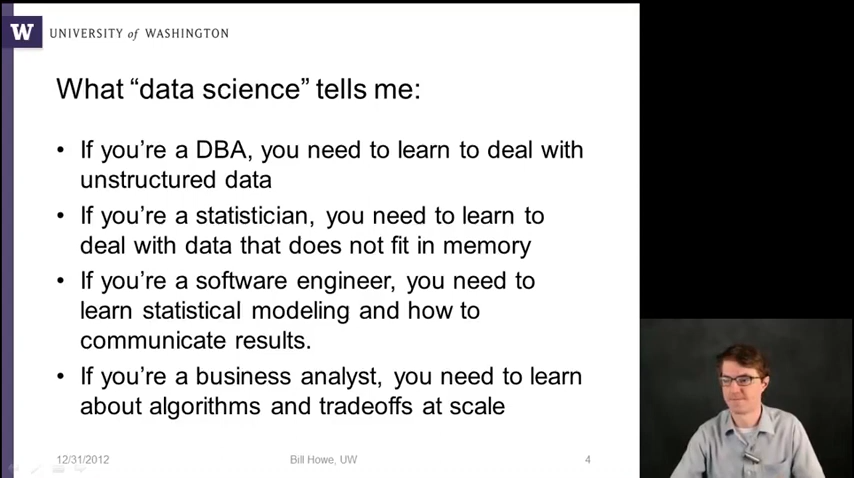 W UNIVERSITY of WASHINGTON
What “data science” tells me:
• If you’re a DBA, you need to learn to deal with
unstructured data
• If you’re a statistician, you need to learn to
deal with data that does not fit in memory
• If you’re a software engineer, you need to
learn statistical modeling and how to
communicate results.
• If you’re a business analyst, you need to learn
about algorithms and tradeoffs at scale
12/31/2012 Bill Howe, UW 4